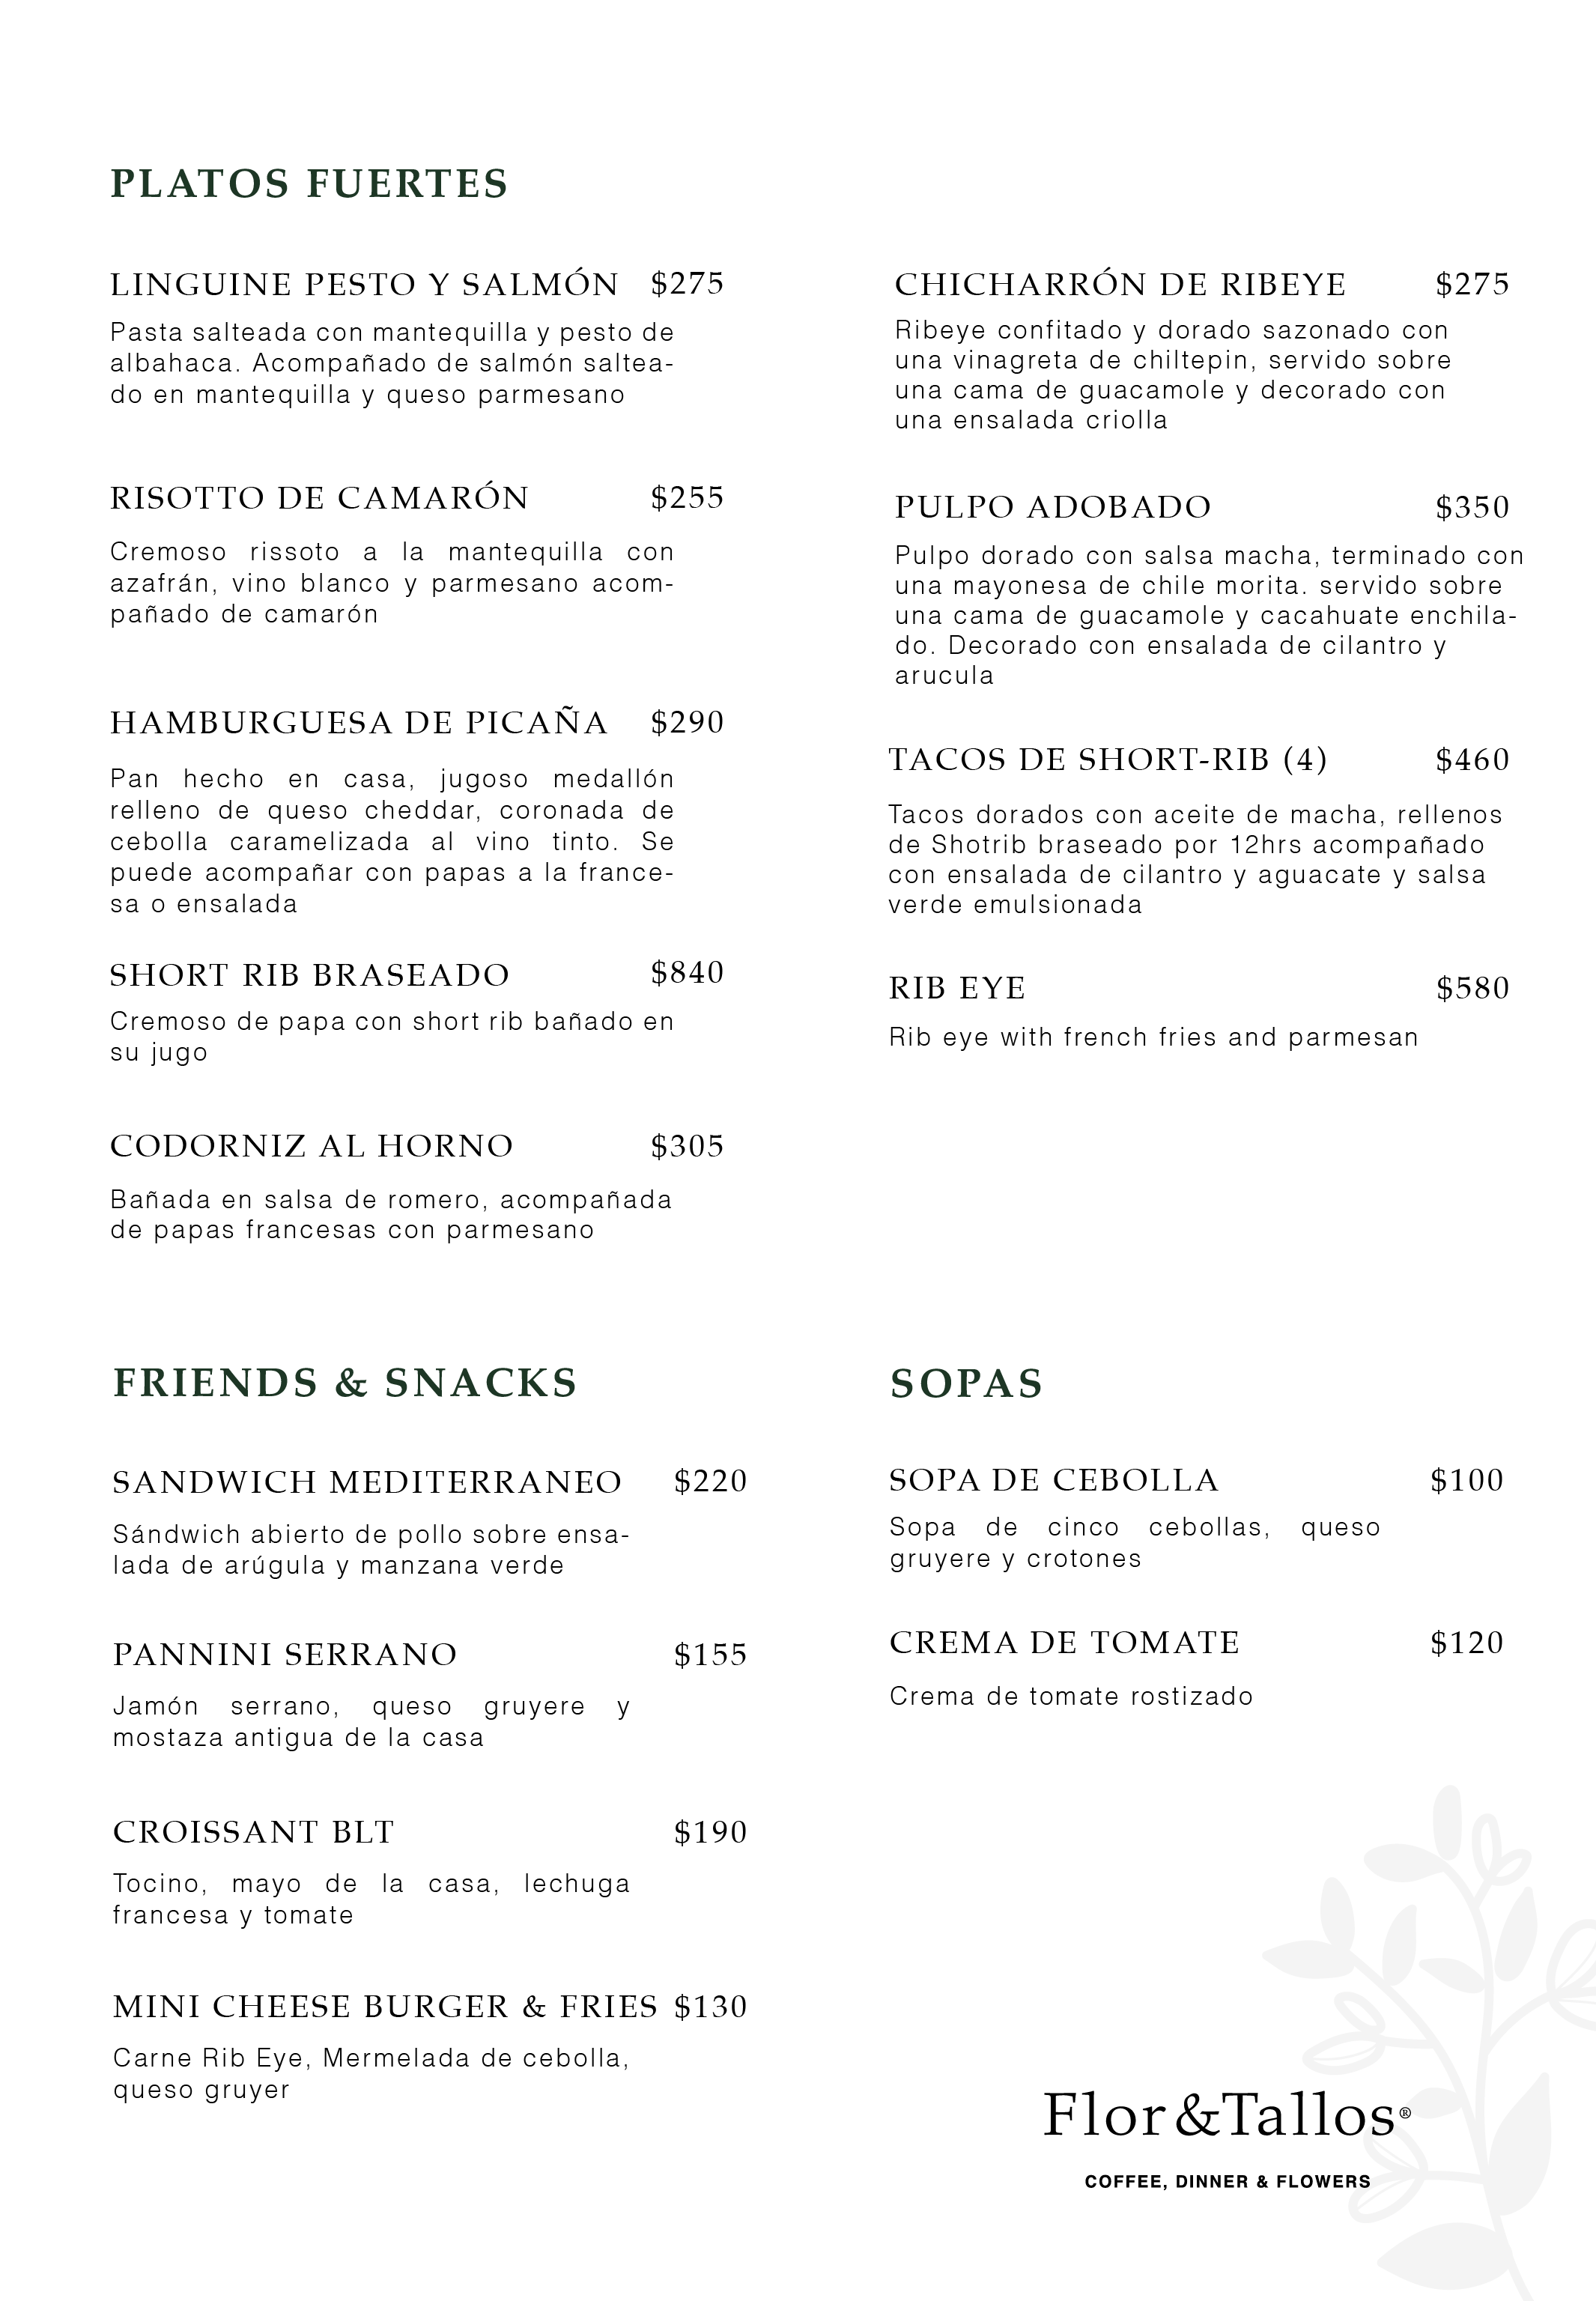 PLATOS FUERTES
LINGUINE PESTO Y SALMÓN $275
Pasta salteada con mantequilla y pesto de
albahaca. Acompañado de salmón saltea-
do en mantequilla y queso parmesano
RISOTTO DE CAMARÓN $255
Cremoso rissoto a la mantequilla con
azafrán, vino blanco y parmesano acom-
pañado de camarón
HAMBURGUESA DE PICAÑA $290
Pan hecho en casa, jugoso medallón
relleno de queso cheddar, coronada de
cebolla caramelizada al vino tinto. Se
puede acompañar con papas a la france-
sa o ensalada
SHORT RIB BRASEADO $840
Cremoso de papa con short rib bañado en
su jugo
CODORNIZ AL HORNO $305
Bañada en salsa de romero, acompañada
de papas francesas con parmesano
CHICHARRÓN DE RIBEYE $275
Ribeye confitado y dorado sazonado con
una vinagreta de chiltepin, servido sobre
una cama de guacamole y decorado con
una ensalada criolla
PULPO ADOBADO $350
Pulpo dorado con salsa macha, terminado con
una mayonesa de chile morita. servido sobre
una cama de guacamole y cacahuate enchila-
do. Decorado con ensalada de cilantro y
arucula
TACOS DE SHORT-RIB (4) $460
Tacos dorados con aceite de macha, rellenos
de Shotrib braseado por 12hrs acompañado
con ensalada de cilantro y aguacate y salsa
verde emulsionada
RIB EYE $580
Rib eye with french fries and parmesan
FRIENDS & SNACKS
SANDWICH MEDITERRANEO $220
Sándwich abierto de pollo sobre ensa-
lada de arúgula y manzana verde
PANNINI SERRANO $155
Jamón serrano, queso gruyere y
mostaza antigua de la casa
CROISSANT BLT $190
Tocino, mayo de la casa, lechuga
francesa y tomate
MINI CHEESE BURGER & FRIES $130
Carne Rib Eye, Mermelada de cebolla,
queso gruyer
SOPAS
SOPA DE CEBOLLA $100
Sopa de cinco cebollas, queso
gruyere y crotones
CREMA DE TOMATE $120
Crema de tomate rostizado
Flor&Tallos®
COFFEE, DINNER & FLOWERS